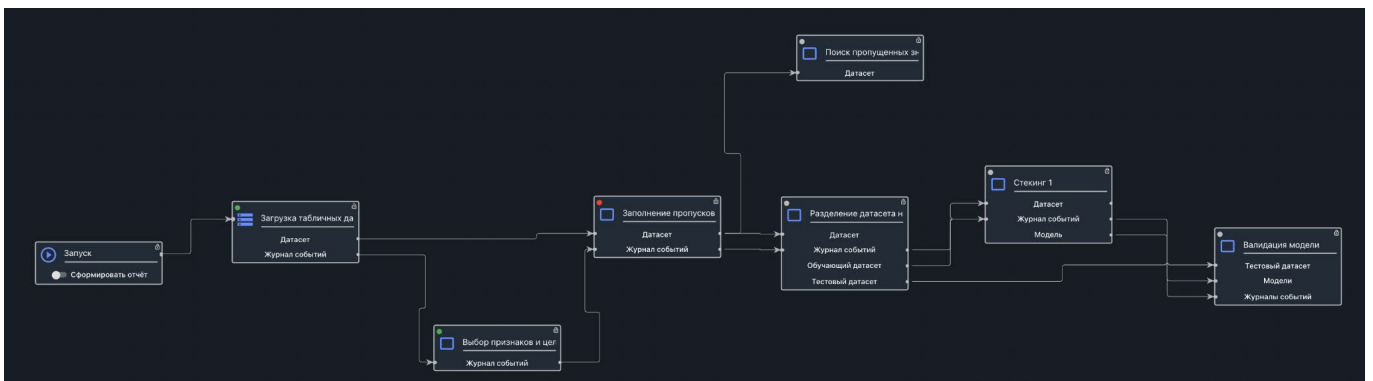 Запуск
Сформировать отчёт
Загрузка табличных да
Датасет
Журнал событий
Выбор признаков и цел
Журнал событий
Заполнение пропусков
Датасет
Журнал событий
Поиск пропущенных зн
Датасет
Разделение датасета н
Датасет
Журнал событий
Обучающий датасет
Тестовый датасет
Стекинг 1
Датасет
Журнал событий
Модель
Валидация модели
Тестовый датасет
Модели
Журналы событий